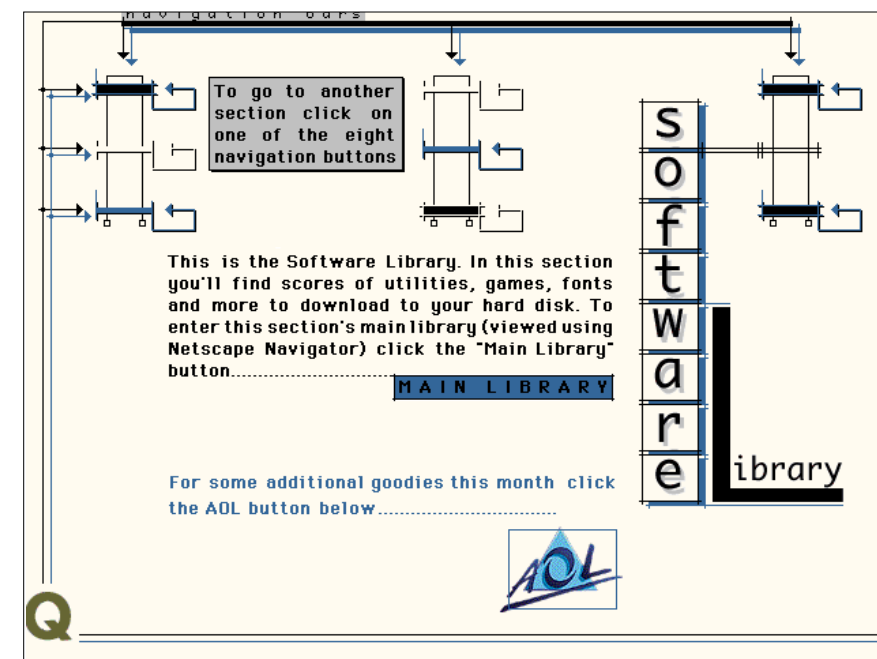 navigation bars
To go to another
section click on
one of the eight
navigation buttons
software
Library
This is the Software Library. In this section
you'll find scores of utilities, games, fonts
and more to download to your hard disk. To
enter this section's main library (viewed using
Netscape Navigator) click the "Main Library"
button..............................
MAIN LIBRARY
For some additional goodies this month click
the AOL button below..............................
AOL
Q